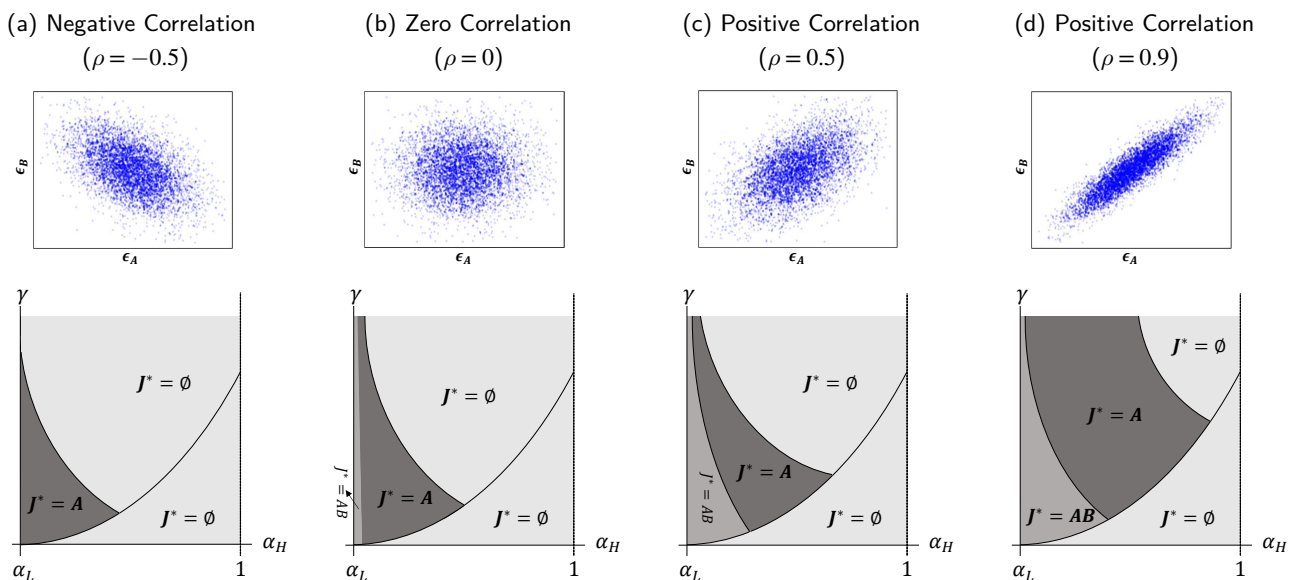 (a) Negative Correlation
(ρ = −0.5)
ϵ_B
ϵ_A
(b) Zero Correlation
(ρ = 0)
ϵ_B
ϵ_A
(c) Positive Correlation
(ρ = 0.5)
ϵ_B
ϵ_A
(d) Positive Correlation
(ρ = 0.9)
ϵ_B
ϵ_A
γ
J* = ∅
J* = A
J* = ∅
α_H
α_L
1
γ
J* = ∅
J* = AB
J* = A
J* = ∅
α_H
α_L
1
γ
J* = ∅
J* = A
J* = AB
J* = ∅
α_H
α_L
1
γ
J* = ∅
J* = A
J* = AB
J* = ∅
α_H
α_L
1